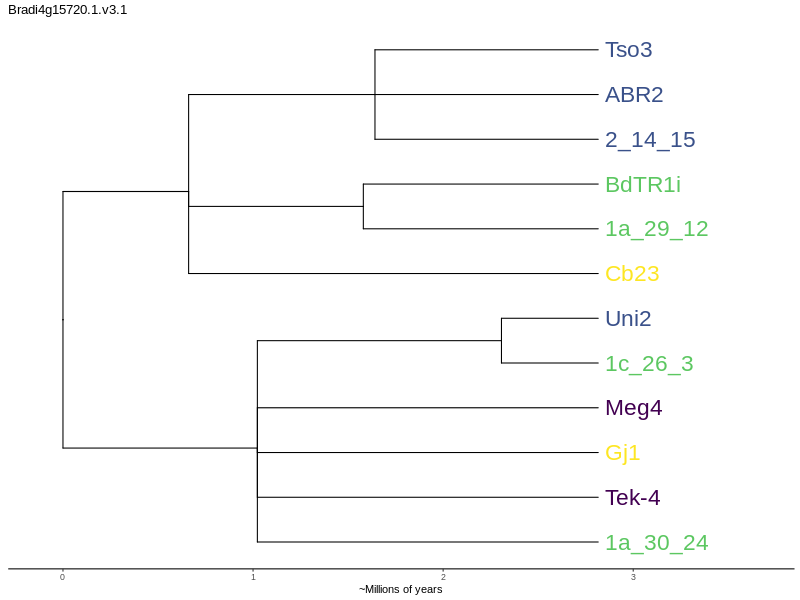 Bradi4g15720.1.v3.1
Tso3
ABR2
2_14_15
BdTR1i
1a_29_12
Cb23
Uni2
1c_26_3
Meg4
Gj1
Tek-4
1a_30_24
0 1 2 3
~Millions of years